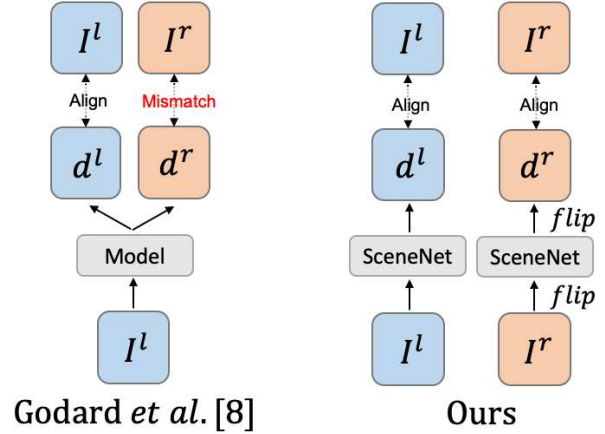 I^l I^r I^l I^r
Align Mismatch Align Align
d^l d^r d^l d^r
flip
Model SceneNet SceneNet
flip
I^l I^l I^r
Godard et al. [8] Ours